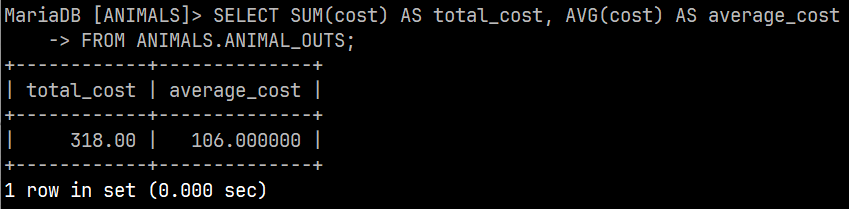 MariaDB [ANIMALS]> SELECT SUM(cost) AS total_cost, AVG(cost) AS average_cost
    -> FROM ANIMALS.ANIMAL_OUTS;
+------------+--------------+
| total_cost | average_cost |
+------------+--------------+
|     318.00 |   106.000000 |
+------------+--------------+
1 row in set (0.000 sec)